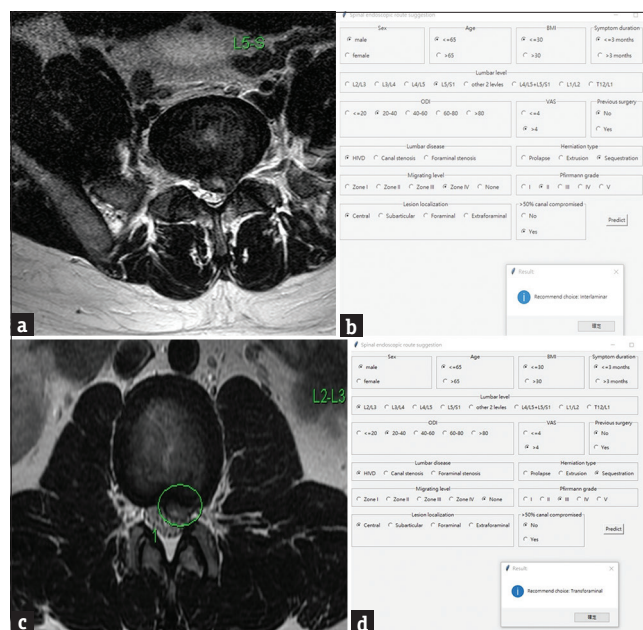 L5-S
a
Spinal endoscopic route suggestion
Sex Age BMI Symptom duration
male <=65 <=30 <=3 months
female >65 >30 >3 months
Lumbar level
L2/L3 L3/L4 L4/L5 L5/S1 other 2 levles L4/L5+L5/S1 L1/L2 T12/L1
ODI VAS Previous surgery
<=20 20-40 40-60 60-80 >80 <=4 No
>4 Yes
Lumbar disease Herniation type
HIVD Canal stenosis Foraminal stenosis Prolapse Extrusion Sequestration
Migrating level Pfirrmann grade
Zone I Zone II Zone III Zone IV None I II III IV V
Lesion localization >50% canal compromised
Central Subarticular Foraminal Extraforaminal No
Yes
Predict
Result
Recommend choice: Interlaminar
確定
b
L2-L3
1
c
Spinal endoscopic route suggestion
Sex Age BMI Symptom duration
male <=65 <=30 <=3 months
female >65 >30 >3 months
Lumbar level
L2/L3 L3/L4 L4/L5 L5/S1 other 2 levles L4/L5+L5/S1 L1/L2 T12/L1
ODI VAS Previous surgery
<=20 20-40 40-60 60-80 >80 <=4 No
>4 Yes
Lumbar disease Herniation type
HIVD Canal stenosis Foraminal stenosis Prolapse Extrusion Sequestration
Migrating level Pfirrmann grade
Zone I Zone II Zone III Zone IV None I II III IV V
Lesion localization >50% canal compromised
Central Subarticular Foraminal Extraforaminal No
Yes
Predict
Result
Recommend choice: Transforaminal
確定
d